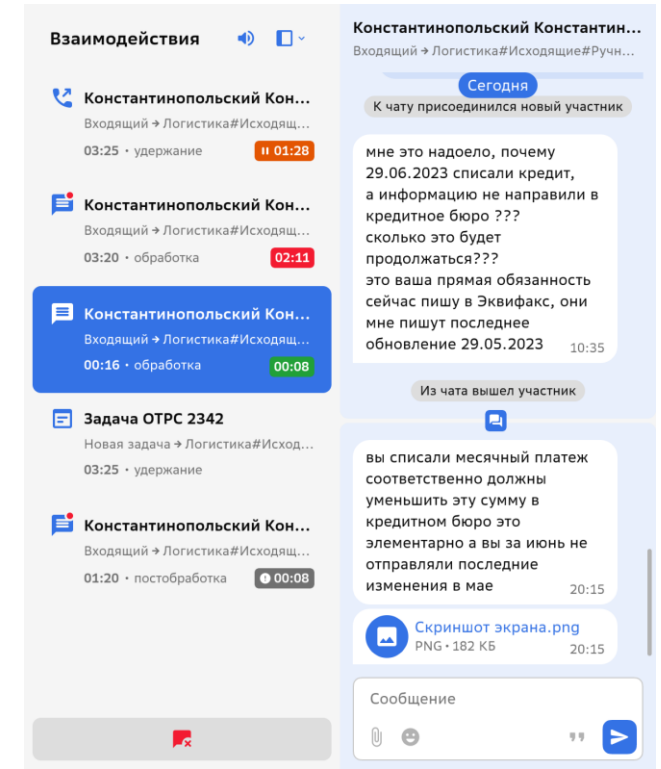 Взаимодействия
Константинопольский Кон...
Входящий → Логистика#Исходящ...
03:25 • удержание
01:28
Константинопольский Кон...
Входящий → Логистика#Исходящ...
03:20 • обработка
02:11
Константинопольский Кон...
Входящий → Логистика#Исходящ...
00:16 • обработка
00:08
Задача ОТРС 2342
Новая задача → Логистика#Исход...
03:25 • удержание
Константинопольский Кон...
Входящий → Логистика#Исходящ...
01:20 • постобработка
00:08
Константинопольский Константин...
Входящий → Логистика#Исходящие#Ручн...
Сегодня
К чату присоединился новый участник
мне это надоело, почему
29.06.2023 списали кредит,
а информацию не направили в
кредитное бюро ???
сколько это будет
продолжаться???
это ваша прямая обязанность
сейчас пишу в Эквифакс, они
мне пишут последнее
обновление 29.05.2023
10:35
Из чата вышел участник
вы списали месячный платеж
соответственно должны
уменьшить эту сумму в
кредитном бюро это
элементарно а вы за июнь не
отправляли последние
изменения в мае
20:15
Скриншот экрана.png
PNG • 182 КБ
20:15
Сообщение